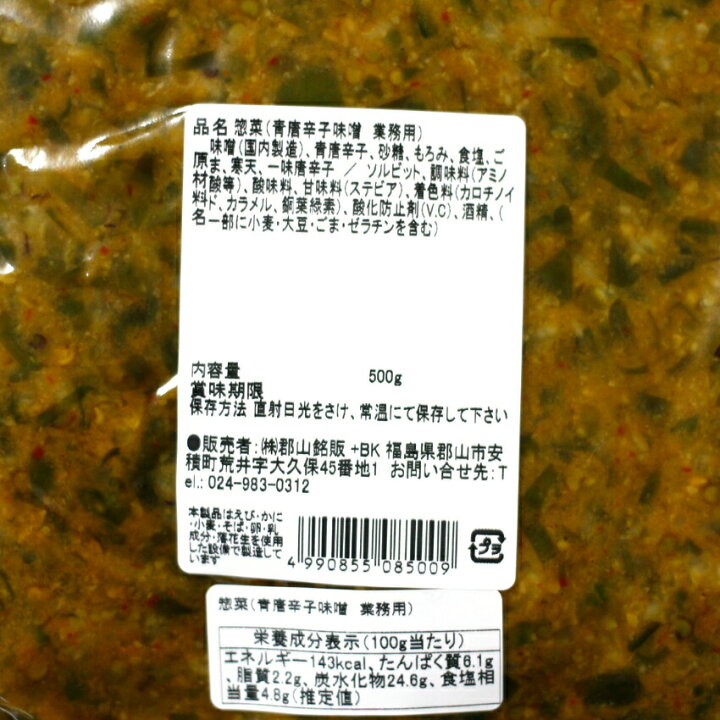 品名 惣菜(青唐辛子味噌 業務用)
味噌(国内製造)、青唐辛子、砂糖、もろみ、食塩、ご
原ま、寒天、一味唐辛子 / ソルビット、調味料(アミノ
材酸等)、酸味料、甘味料(ステビア)、着色料(カロチノイ
料ド、カラメル、銅葉緑素)、酸化防止剤(V.C)、酒精、(
名一部に小麦・大豆・ごま・ゼラチンを含む)
内容量 500g
賞味期限
保存方法 直射日光をさけ、常温にて保存して下さい
●販売者:㈱郡山銘販 +BK 福島県郡山市安
積町荒井字大久保45番地1 お問い合せ先:T
el.: 024-983-0312
本製品はえび・かに
・小麦・そば・卵・乳
成分・落花生を使用
した設備で製造して
います
4 990855 085009
プラ
惣菜(青唐辛子味噌 業務用)
栄養成分表示(100g当たり)
エネルギー143kcal、たんぱく質6.1g
、脂質2.2g、炭水化物24.6g、食塩相
当量4.8g(推定値)